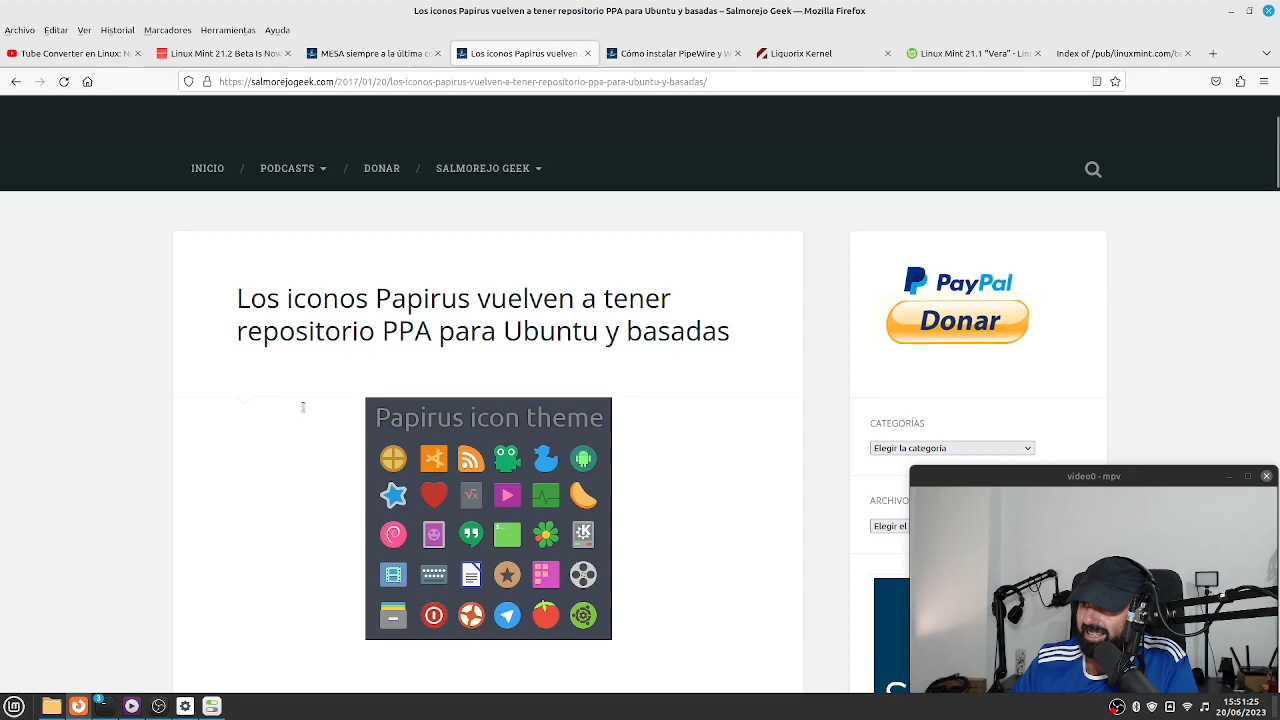 Los iconos Papirus vuelven a tener repositorio PPA para Ubuntu y basadas – Salmorejo Geek — Mozilla Firefox
Archivo Editar Ver Historial Marcadores Herramientas Ayuda
Tube Converter en Linux: N
Linux Mint 21.2 Beta Is Now
MESA siempre a la última co
Los iconos Papirus vuelven
Cómo instalar PipeWire y W
Liquorix Kernel
Linux Mint 21.1 "Vera" - Lin
Index of /pub/linuxmint.com/be
https://salmorejogeek.com/2017/01/20/los-iconos-papirus-vuelven-a-tener-repositorio-ppa-para-ubuntu-y-basadas/
INICIO / PODCASTS / DONAR / SALMOREJO GEEK
Los iconos Papirus vuelven a tener
repositorio PPA para Ubuntu y basadas
Papirus icon theme
PayPal
Donar
CATEGORÍAS
Elegir la categoría
ARCHIVO
Elegir el
video0 - mpv
15:51:25
20/06/2023